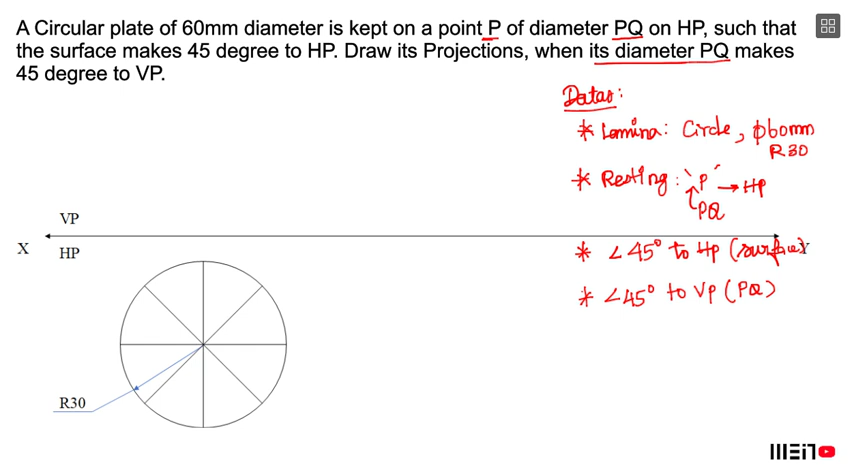 A Circular plate of 60mm diameter is kept on a point P of diameter PQ on HP, such that
the surface makes 45 degree to HP. Draw its Projections, when its diameter PQ makes
45 degree to VP.
Datas:
* Lamina: Circle, ϕ60mm
R30
* Resting: 'P' → HP
PQ
VP
X
HP
Y
* ∠45° to Hp (surface)
* ∠45° to Vp (PQ)
R30